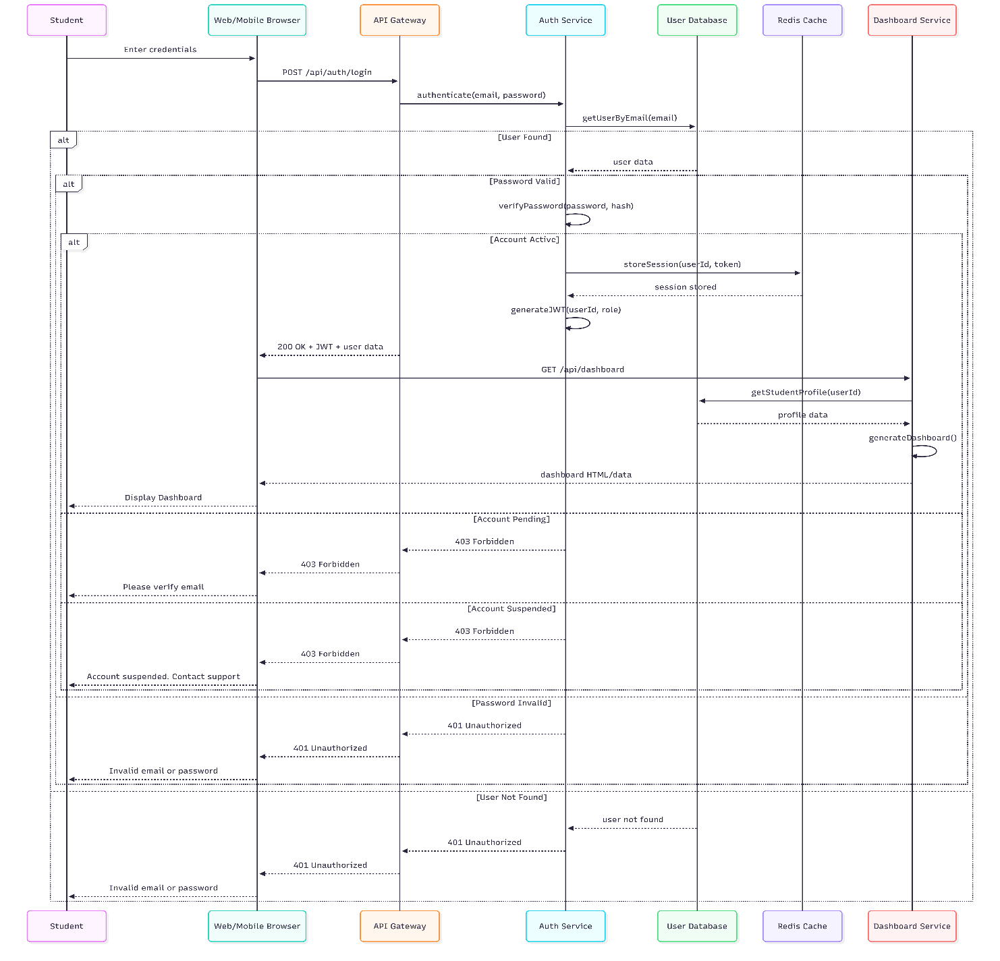 Student
Web/Mobile Browser
API Gateway
Auth Service
User Database
Redis Cache
Dashboard Service
Enter credentials
POST /api/auth/login
authenticate(email, password)
getUserByEmail(email)
alt
[User Found]
user data
alt
[Password Valid]
verifyPassword(password, hash)
alt
[Account Active]
storeSession(userId, token)
session stored
generateJWT(userId, role)
200 OK + JWT + user data
GET /api/dashboard
getStudentProfile(userId)
profile data
generateDashboard()
dashboard HTML/data
Display Dashboard
[Account Pending]
403 Forbidden
403 Forbidden
Please verify email
[Account Suspended]
403 Forbidden
403 Forbidden
Account suspended. Contact support
[Password Invalid]
401 Unauthorized
401 Unauthorized
Invalid email or password
[User Not Found]
user not found
401 Unauthorized
401 Unauthorized
Invalid email or password
Student
Web/Mobile Browser
API Gateway
Auth Service
User Database
Redis Cache
Dashboard Service